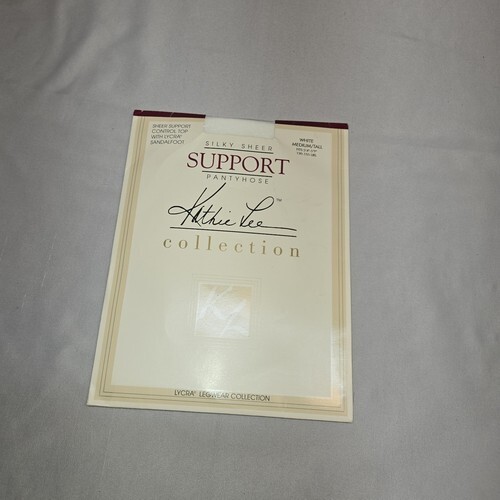 SHEER SUPPORT
CONTROL TOP
WITH LYCRA®
SANDALFOOT
WHITE
MEDIUM/TALL
SILKY SHEER
SUPPORT
PANTYHOSE
Kathie Lee™
collection
LYCRA® LEGWEAR COLLECTION